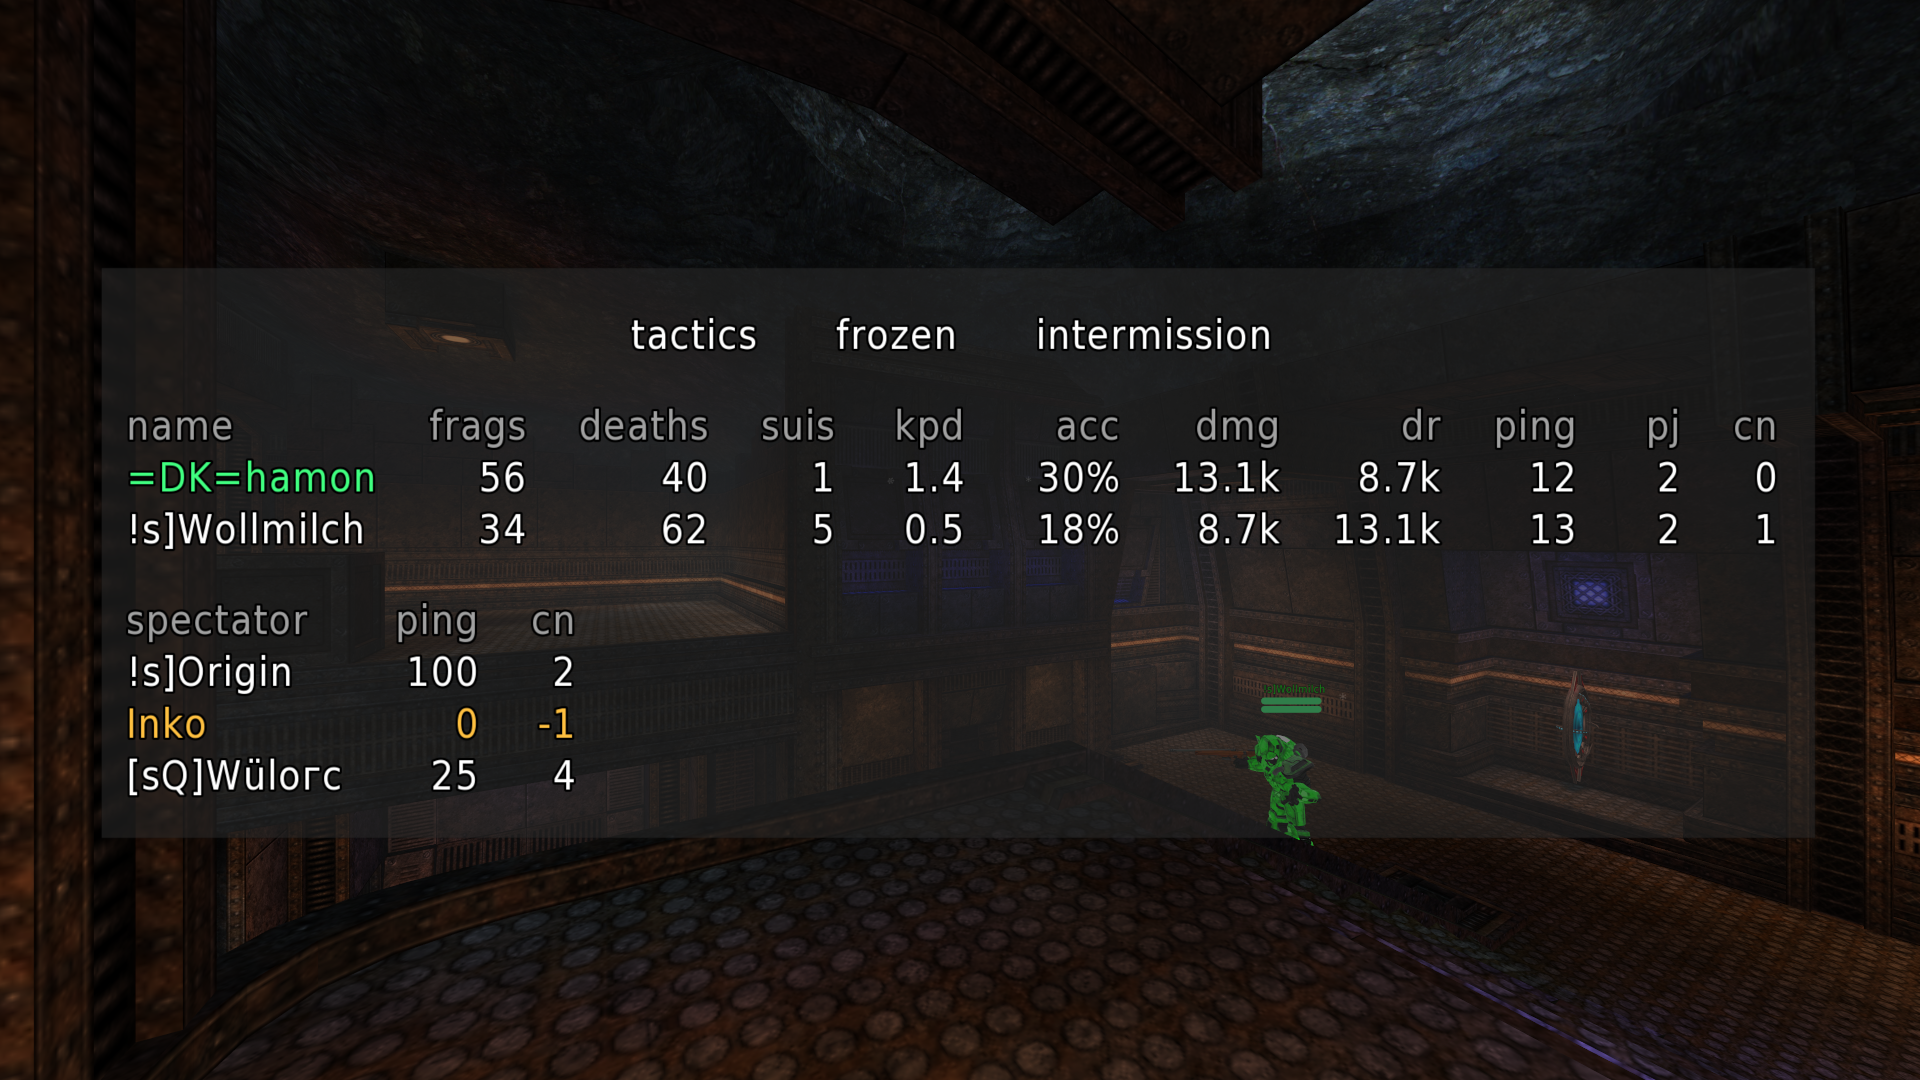 tactics frozen intermission
name frags deaths suis kpd acc dmg dr ping pj cn
=DK=hamon 56 40 1 1.4 30% 13.1k 8.7k 12 2 0
!s]Wollmilch 34 62 5 0.5 18% 8.7k 13.1k 13 2 1
spectator ping cn
!s]Origin 100 2
Inko 0 -1
[sQ]Wüloгc 25 4
!s]Wollmilch